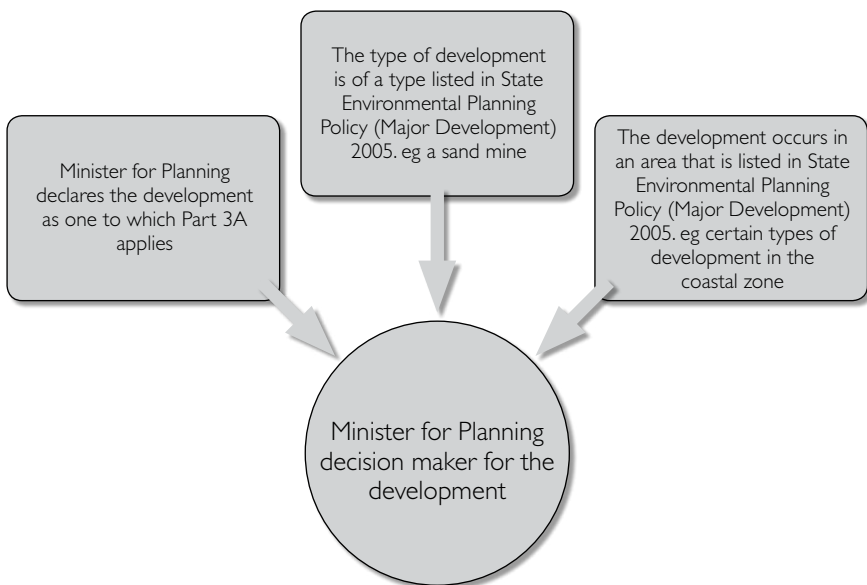 Minister for Planning
declares the development
as one to which Part 3A
applies
The type of development
is of a type listed in State
Environmental Planning
Policy (Major Development)
2005. eg a sand mine
The development occurs in
an area that is listed in State
Environmental Planning
Policy (Major Development)
2005. eg certain types of
development in the
coastal zone
Minister for Planning
decision maker for the
development